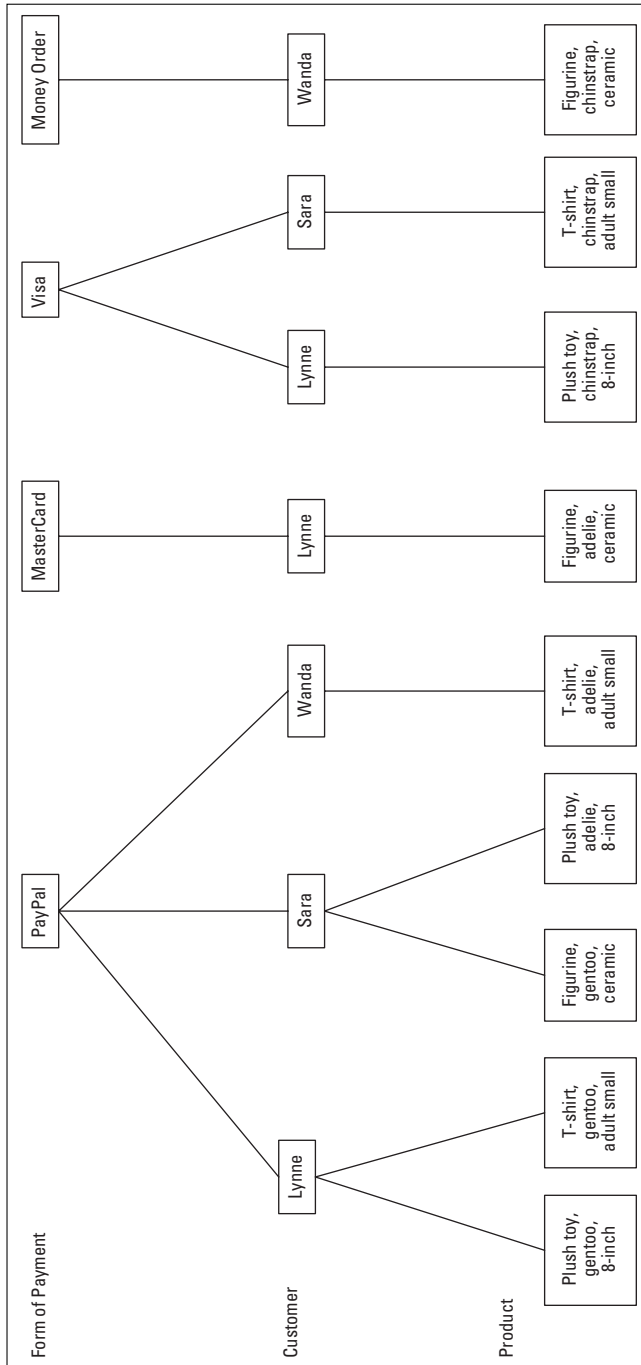 Form of Payment
PayPal
MasterCard
Visa
Money Order
Customer
Lynne
Sara
Wanda
Lynne
Lynne
Sara
Wanda
Product
Plush toy,
gentoo,
8-inch
T-shirt,
gentoo,
adult small
Figurine,
gentoo,
ceramic
Plush toy,
adelie,
8-inch
T-shirt,
adelie,
adult small
Figurine,
adelie,
ceramic
Plush toy,
chinstrap,
8-inch
T-shirt,
chinstrap,
adult small
Figurine,
chinstrap,
ceramic